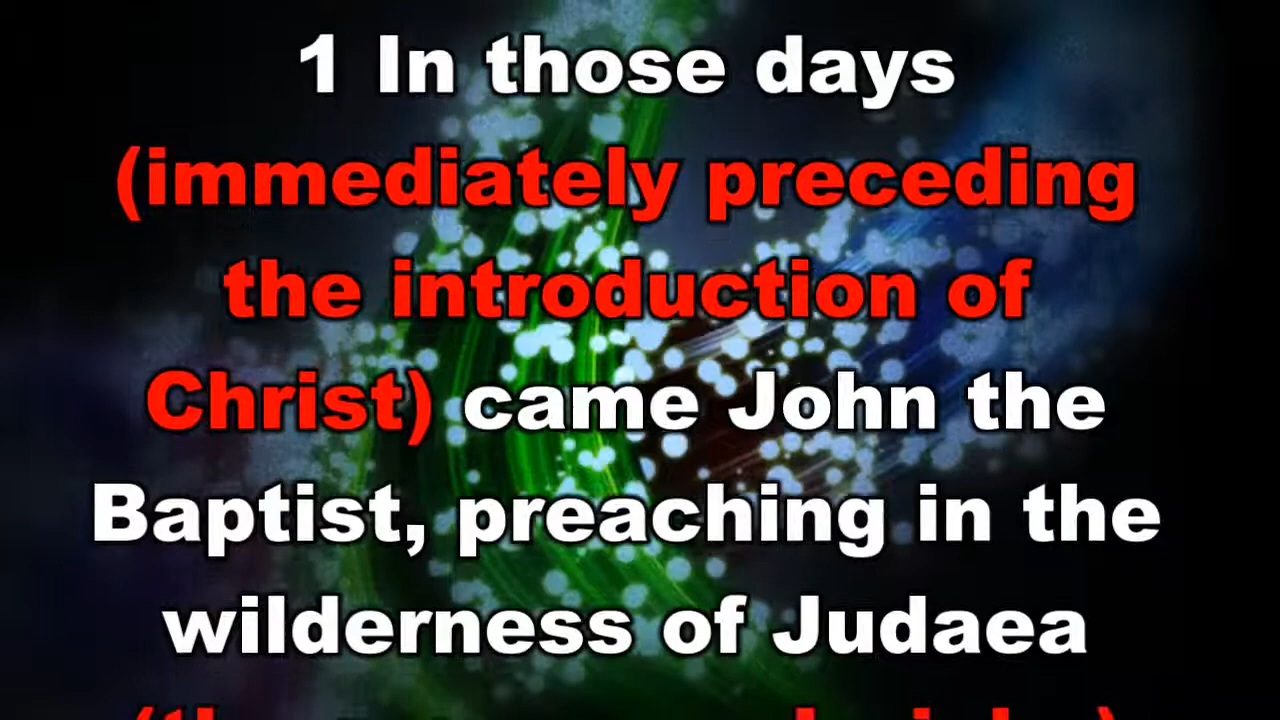 1 In those days
(immediately preceding
the introduction of
Christ) came John the
Baptist, preaching in the
wilderness of Judaea